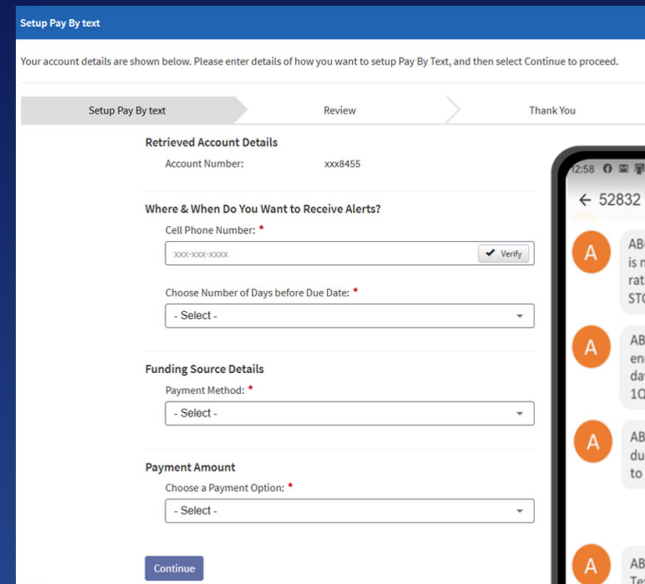 Setup Pay By text
Your account details are shown below. Please enter details of how you want to setup Pay By Text, and then select Continue to proceed.
Setup Pay By text
Review
Thank You
Retrieved Account Details
Account Number: xxx8455
Where & When Do You Want to Receive Alerts?
Cell Phone Number: *
xxx-xxx-xxxx
Verify
Choose Number of Days before Due Date: *
- Select -
Funding Source Details
Payment Method: *
- Select -
Payment Amount
Choose a Payment Option: *
- Select -
Continue
12:58
← 52832
A
is
A
A
to
A